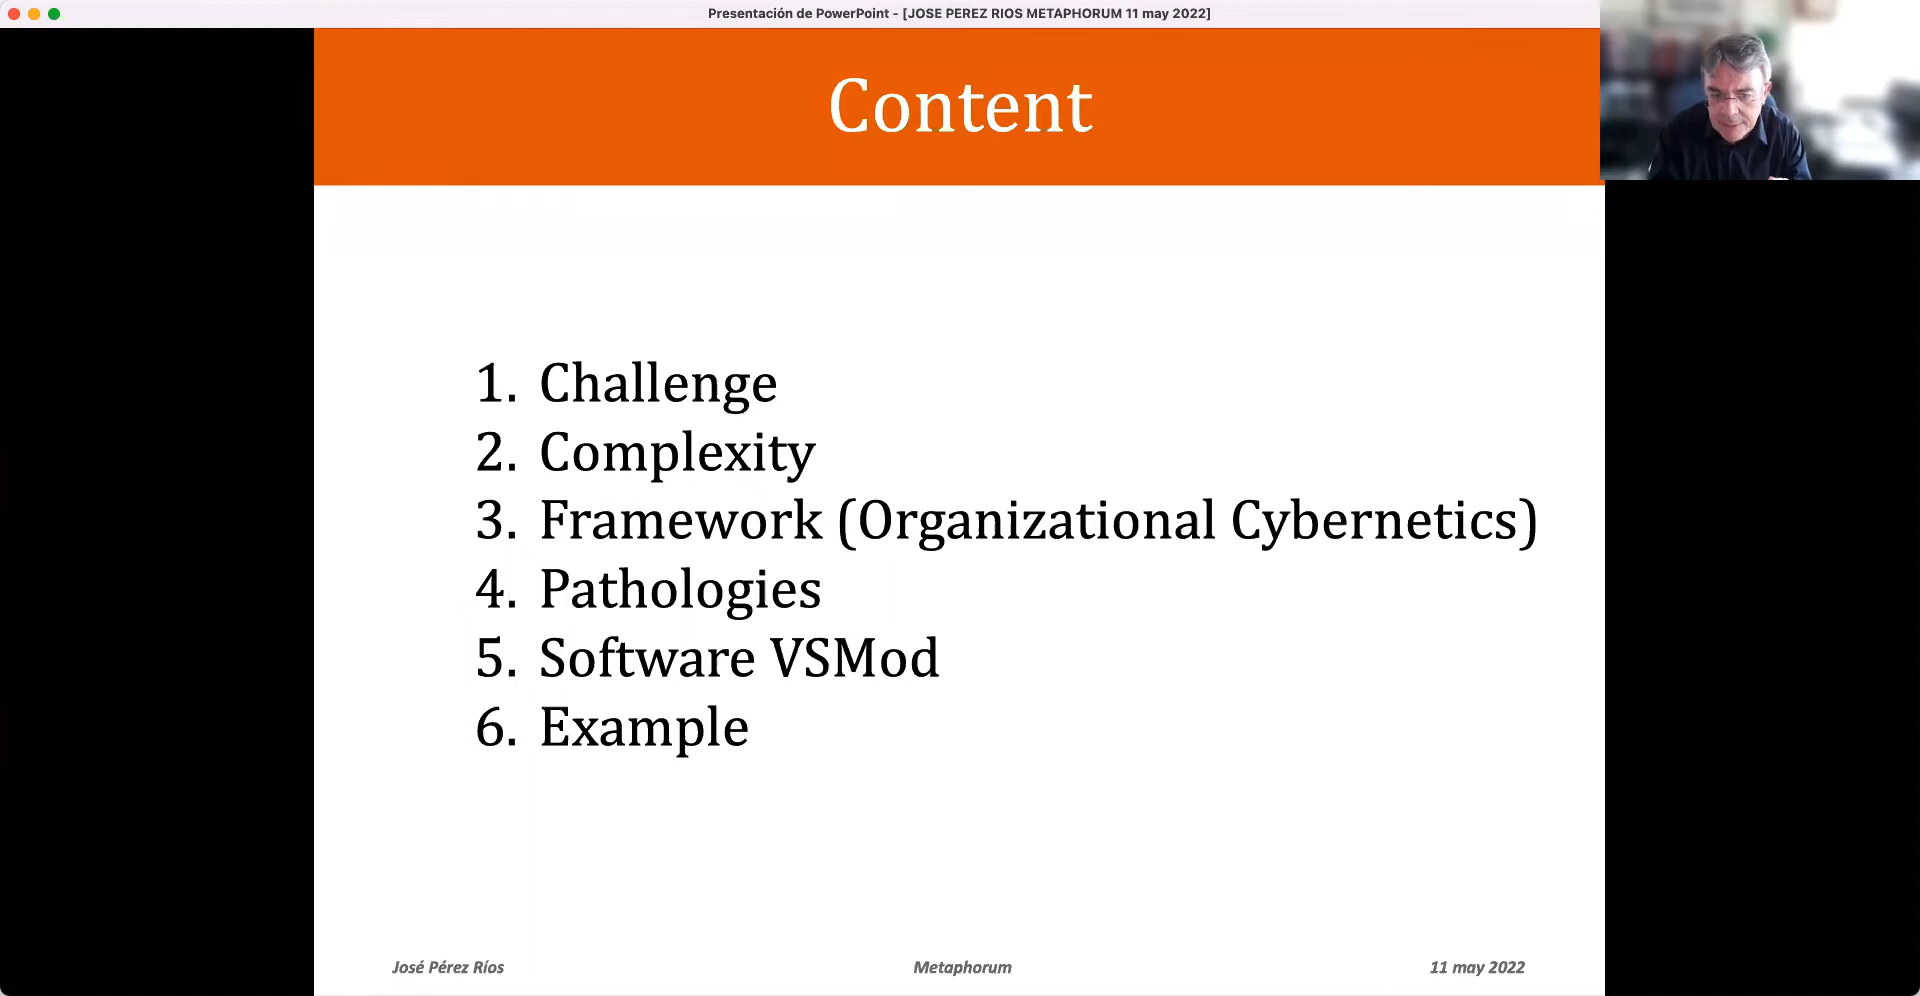 Presentación de PowerPoint - [JOSE PEREZ RIOS METAPHORUM 11 may 2022]
Content
1. Challenge
2. Complexity
3. Framework (Organizational Cybernetics)
4. Pathologies
5. Software VSMod
6. Example
José Pérez Ríos Metaphorum 11 may 2022